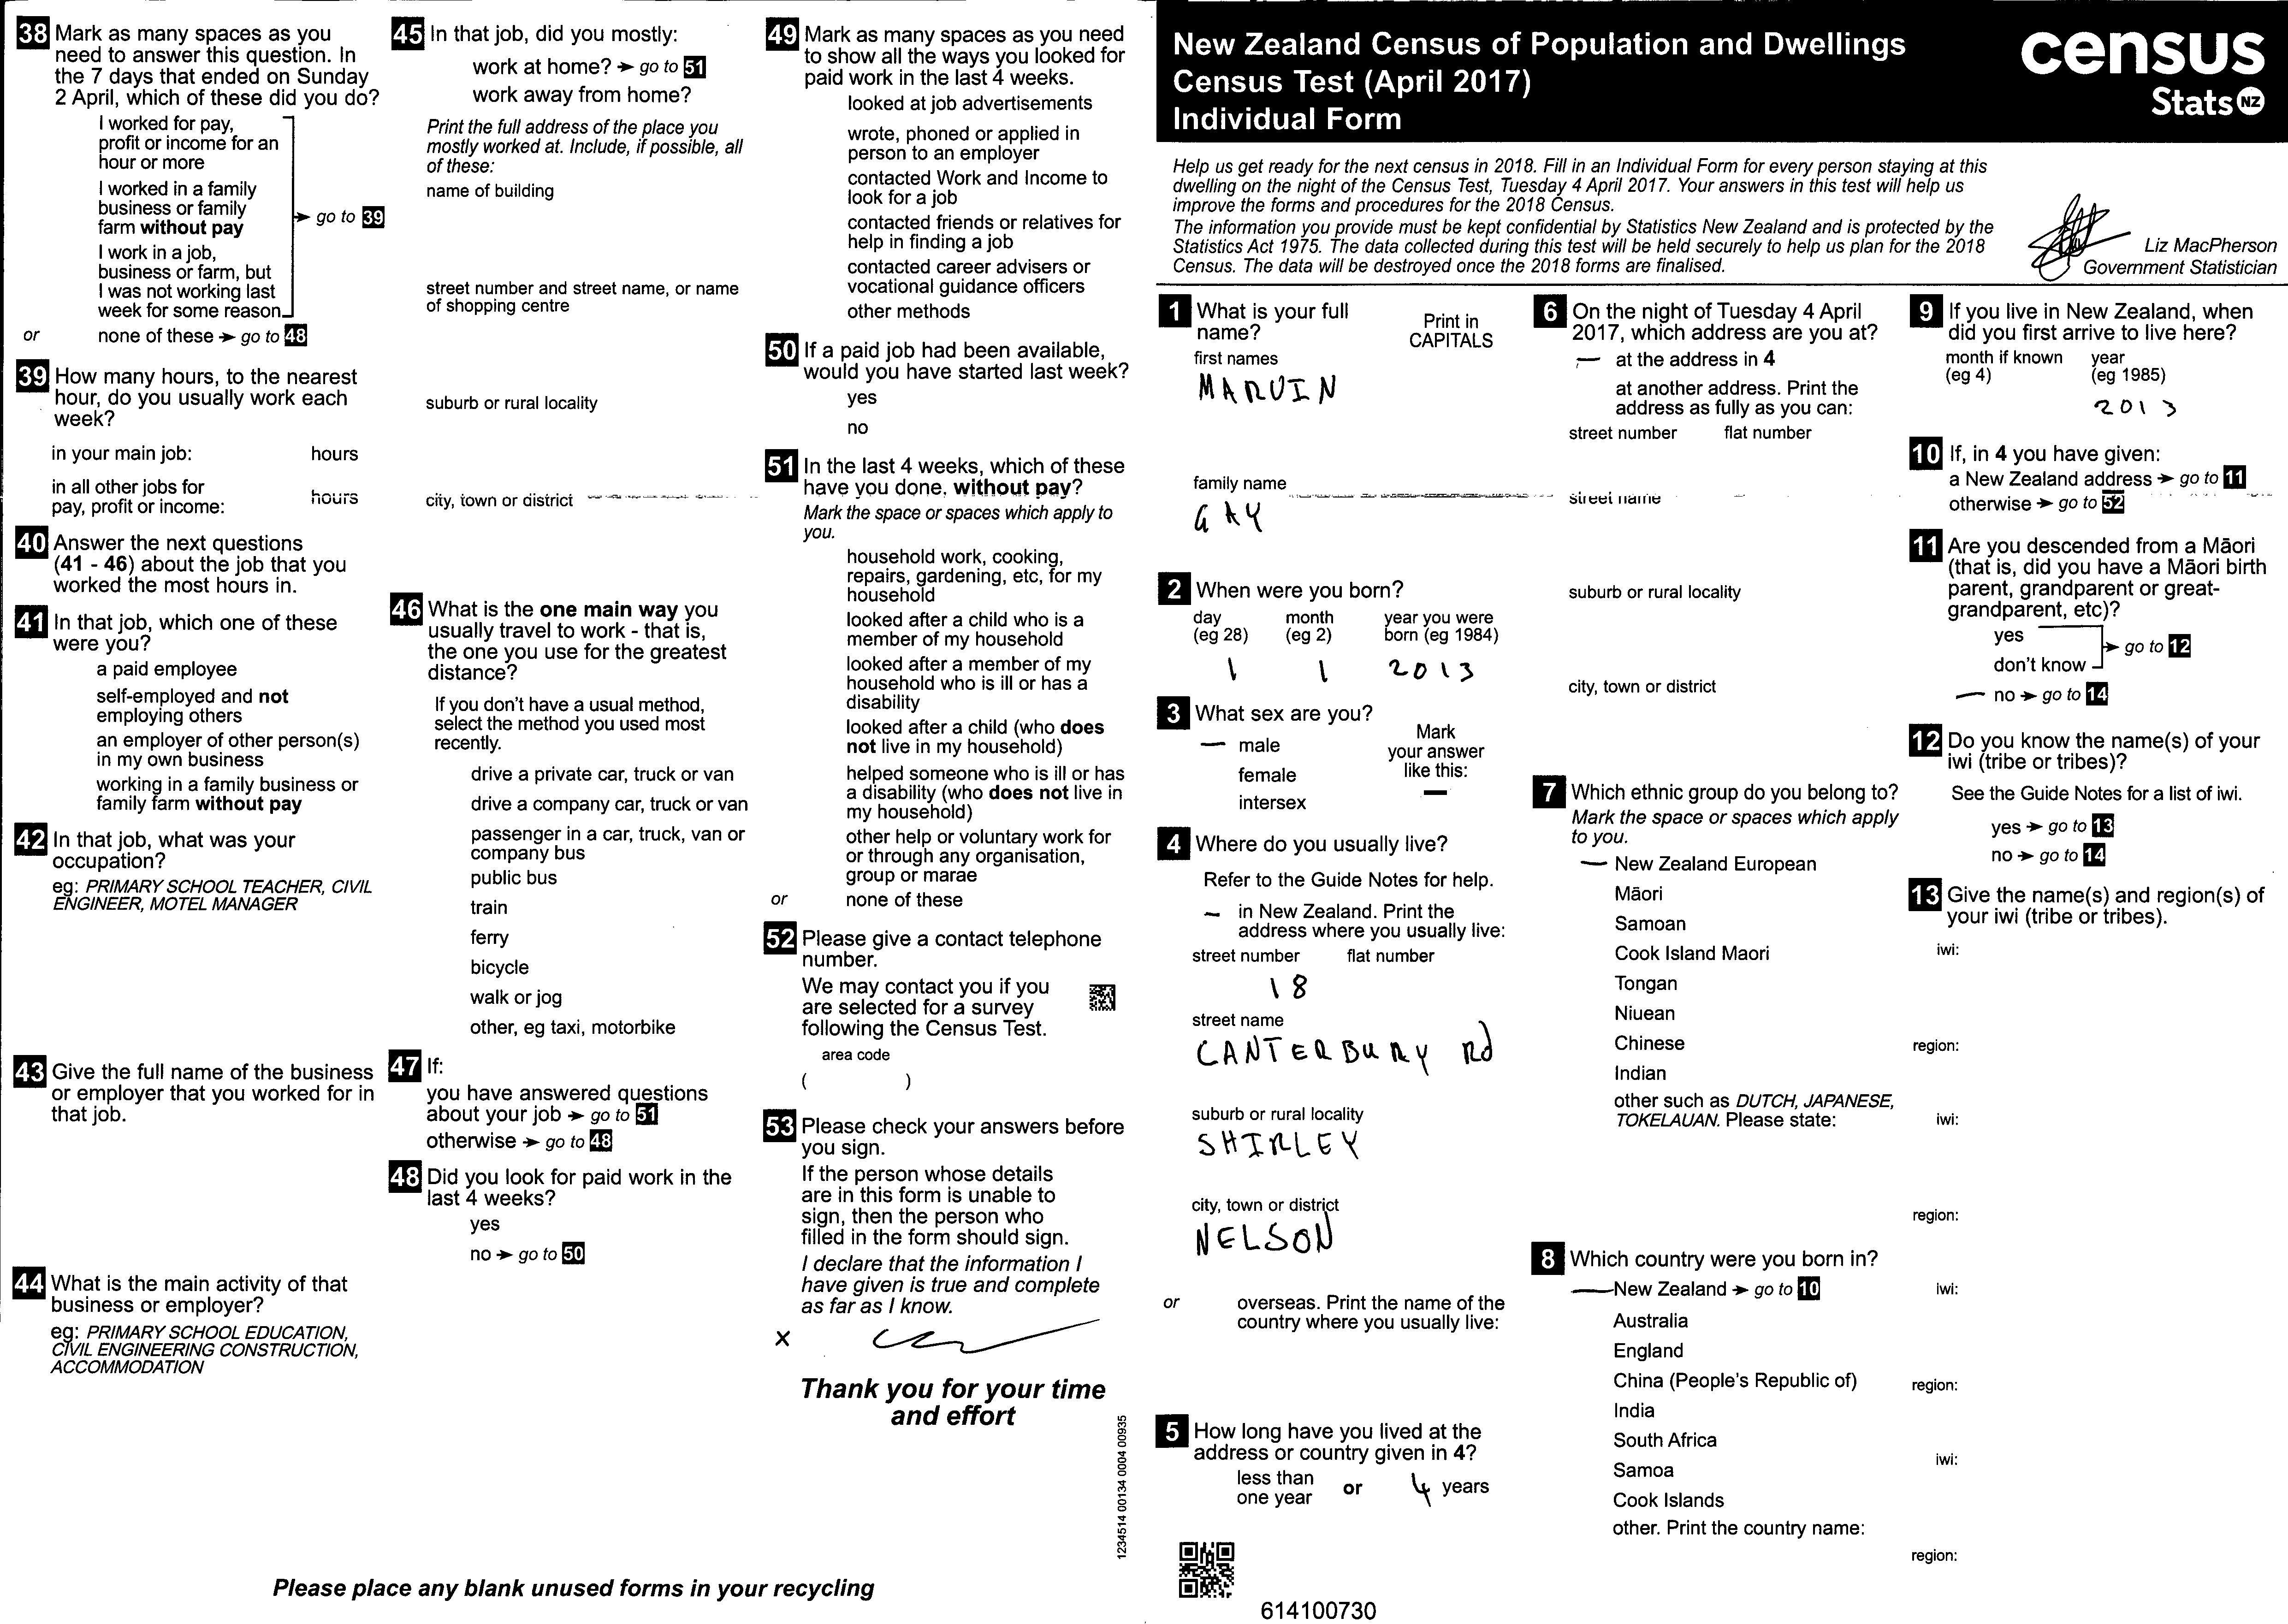 38 Mark as many spaces as you
need to answer this question. In
the 7 days that ended on Sunday
2 April, which of these did you do?
I worked for pay,
profit or income for an
hour or more
I worked in a family
business or family
farm without pay
➔ go to 39
I work in a job,
business or farm, but
I was not working last
week for some reason
or none of these ➔ go to 48
39 How many hours, to the nearest
hour, do you usually work each
week?
in your main job: hours
in all other jobs for
pay, profit or income: hours
40 Answer the next questions
(41 - 46) about the job that you
worked the most hours in.
41 In that job, which one of these
were you?
a paid employee
self-employed and not
employing others
an employer of other person(s)
in my own business
working in a family business or
family farm without pay
42 In that job, what was your
occupation?
eg: PRIMARY SCHOOL TEACHER, CIVIL
ENGINEER, MOTEL MANAGER
43 Give the full name of the business
or employer that you worked for in
that job.
44 What is the main activity of that
business or employer?
eg: PRIMARY SCHOOL EDUCATION,
CIVIL ENGINEERING CONSTRUCTION,
ACCOMMODATION
45 In that job, did you mostly:
work at home? ➔ go to 51
work away from home?
Print the full address of the place you
mostly worked at. Include, if possible, all
of these:
name of building
street number and street name, or name
of shopping centre
suburb or rural locality
city, town or district
46 What is the one main way you
usually travel to work - that is,
the one you use for the greatest
distance?
If you don't have a usual method,
select the method you used most
recently.
drive a private car, truck or van
drive a company car, truck or van
passenger in a car, truck, van or
company bus
public bus
train
ferry
bicycle
walk or jog
other, eg taxi, motorbike
47 If:
you have answered questions
about your job ➔ go to 51
otherwise ➔ go to 48
48 Did you look for paid work in the
last 4 weeks?
yes
no ➔ go to 50
49 Mark as many spaces as you need
to show all the ways you looked for
paid work in the last 4 weeks.
looked at job advertisements
wrote, phoned or applied in
person to an employer
contacted Work and Income to
look for a job
contacted friends or relatives for
help in finding a job
contacted career advisers or
vocational guidance officers
other methods
50 If a paid job had been available,
would you have started last week?
yes
no
51 In the last 4 weeks, which of these
have you done, without pay?
Mark the space or spaces which apply to
you.
household work, cooking,
repairs, gardening, etc, for my
household
looked after a child who is a
member of my household
looked after a member of my
household who is ill or has a
disability
looked after a child (who does
not live in my household)
helped someone who is ill or has
a disability (who does not live in
my household)
other help or voluntary work for
or through any organisation,
group or marae
or none of these
52 Please give a contact telephone
number.
We may contact you if you
are selected for a survey
following the Census Test.
area code
( )
53 Please check your answers before
you sign.
If the person whose details
are in this form is unable to
sign, then the person who
filled in the form should sign.
I declare that the information I
have given is true and complete
as far as I know.
x
Thank you for your time
and effort
1234514 00134 0004 00935
Please place any blank unused forms in your recycling
New Zealand Census of Population and Dwellings
Census Test (April 2017)
Individual Form
census
Stats NZ
Help us get ready for the next census in 2018. Fill in an Individual Form for every person staying at this
dwelling on the night of the Census Test, Tuesday 4 April 2017. Your answers in this test will help us
improve the forms and procedures for the 2018 Census.
The information you provide must be kept confidential by Statistics New Zealand and is protected by the
Statistics Act 1975. The data collected during this test will be held securely to help us plan for the 2018
Census. The data will be destroyed once the 2018 forms are finalised.
Liz MacPherson
Government Statistician
1 What is your full
name?
Print in
CAPITALS
first names
MARVIN
family name
GAY
2 When were you born?
day month year you were
(eg 28) (eg 2) born (eg 1984)
1 1 2013
3 What sex are you?
Mark
your answer
like this:
— male
female
intersex
4 Where do you usually live?
Refer to the Guide Notes for help.
— in New Zealand. Print the
address where you usually live:
street number flat number
18
street name
CANTERBURY Rd
suburb or rural locality
SHIRLEY
city, town or district
NELSON
or overseas. Print the name of the
country where you usually live:
5 How long have you lived at the
address or country given in 4?
less than
one year or 4 years
614100730
6 On the night of Tuesday 4 April
2017, which address are you at?
— at the address in 4
at another address. Print the
address as fully as you can:
street number flat number
street name
suburb or rural locality
city, town or district
7 Which ethnic group do you belong to?
Mark the space or spaces which apply
to you.
— New Zealand European
Māori
Samoan
Cook Island Maori
Tongan
Niuean
Chinese
Indian
other such as DUTCH, JAPANESE,
TOKELAUAN. Please state:
8 Which country were you born in?
— New Zealand ➔ go to 10
Australia
England
China (People's Republic of)
India
South Africa
Samoa
Cook Islands
other. Print the country name:
9 If you live in New Zealand, when
did you first arrive to live here?
month if known year
(eg 4) (eg 1985)
2013
10 If, in 4 you have given:
a New Zealand address ➔ go to 11
otherwise ➔ go to 52
11 Are you descended from a Māori
(that is, did you have a Māori birth
parent, grandparent or great-
grandparent, etc)?
yes
➔ go to 12
don't know
— no ➔ go to 14
12 Do you know the name(s) of your
iwi (tribe or tribes)?
See the Guide Notes for a list of iwi.
yes ➔ go to 13
no ➔ go to 14
13 Give the name(s) and region(s) of
your iwi (tribe or tribes).
iwi:
region:
iwi:
region:
iwi:
region:
iwi:
region: